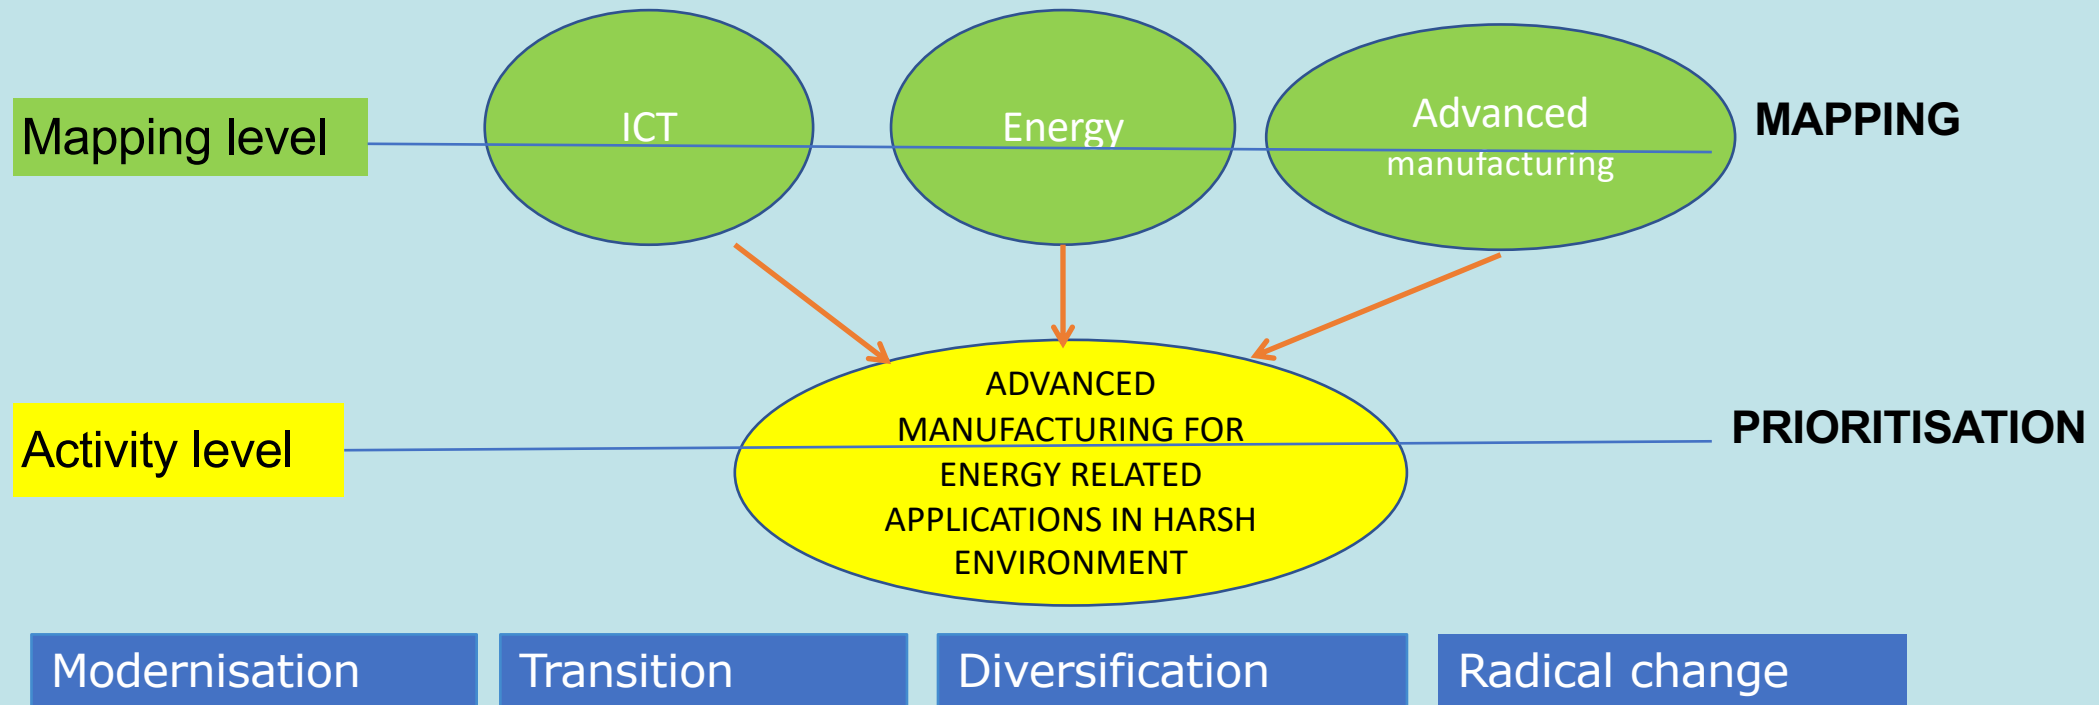 Mapping level
ICT
Energy
Advanced
manufacturing
MAPPING
Activity level
ADVANCED
MANUFACTURING FOR
ENERGY RELATED
APPLICATIONS IN HARSH
ENVIRONMENT
PRIORITISATION
Modernisation
Transition
Diversification
Radical change